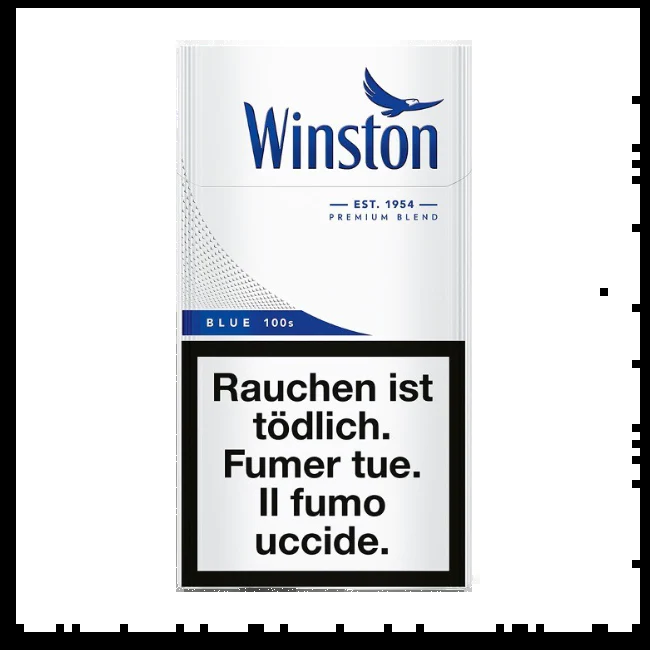 Winston
EST. 1954
PREMIUM BLEND
BLUE 100s
Rauchen ist
tödlich.
Fumer tue.
Il fumo
uccide.